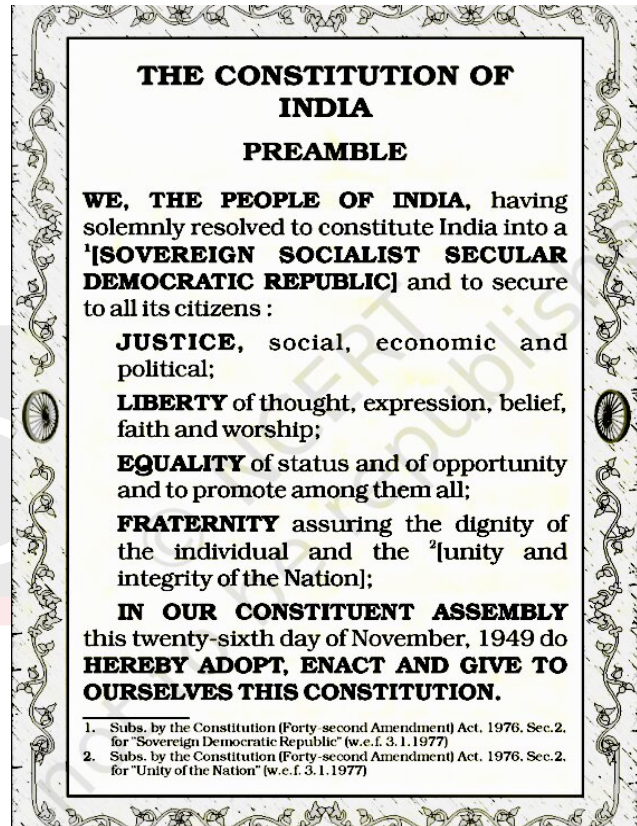 THE CONSTITUTION OF
INDIA
PREAMBLE
WE, THE PEOPLE OF INDIA, having
solemnly resolved to constitute India into a
¹[SOVEREIGN SOCIALIST SECULAR
DEMOCRATIC REPUBLIC] and to secure
to all its citizens :
JUSTICE, social, economic and
political;
LIBERTY of thought, expression, belief,
faith and worship;
EQUALITY of status and of opportunity
and to promote among them all;
FRATERNITY assuring the dignity of
the individual and the ²[unity and
integrity of the Nation];
IN OUR CONSTITUENT ASSEMBLY
this twenty-sixth day of November, 1949 do
HEREBY ADOPT, ENACT AND GIVE TO
OURSELVES THIS CONSTITUTION.
1. Subs. by the Constitution (Forty-second Amendment) Act, 1976, Sec.2,
for "Sovereign Democratic Republic" (w.e.f. 3.1.1977)
2. Subs. by the Constitution (Forty-second Amendment) Act, 1976, Sec.2,
for "Unity of the Nation" (w.e.f. 3.1.1977)
© NCERT
not to be republishe